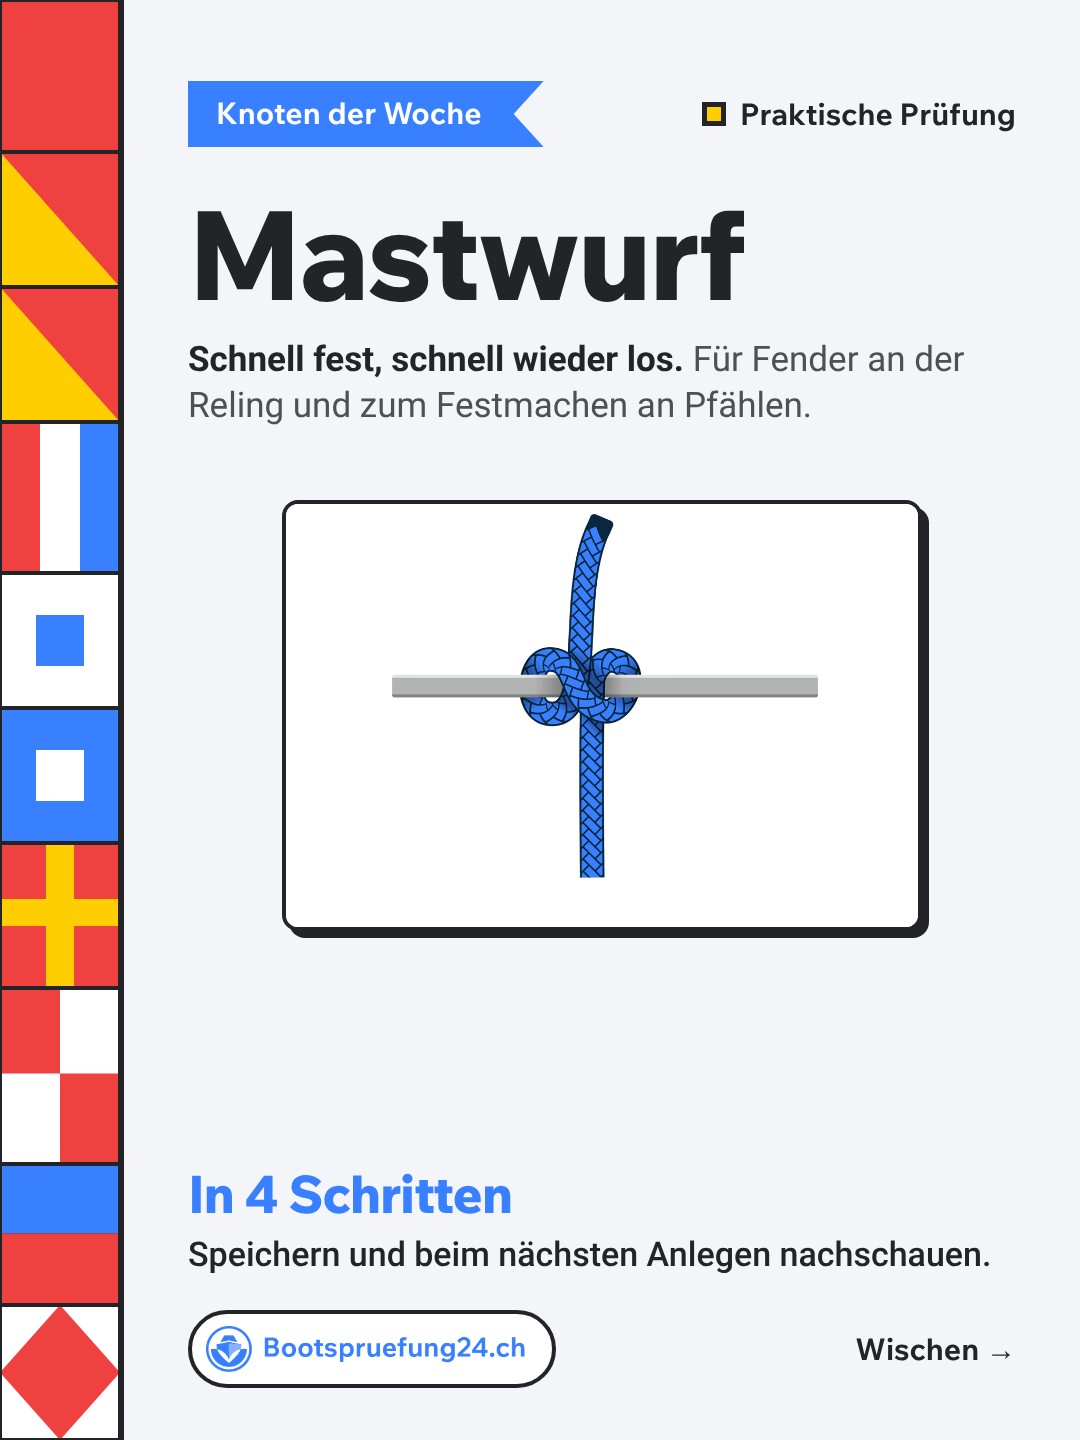 Knoten der Woche
Praktische Prüfung
Mastwurf
Schnell fest, schnell wieder los. Für Fender an der
Reling und zum Festmachen an Pfählen.
In 4 Schritten
Speichern und beim nächsten Anlegen nachschauen.
Bootspruefung24.ch
Wischen →